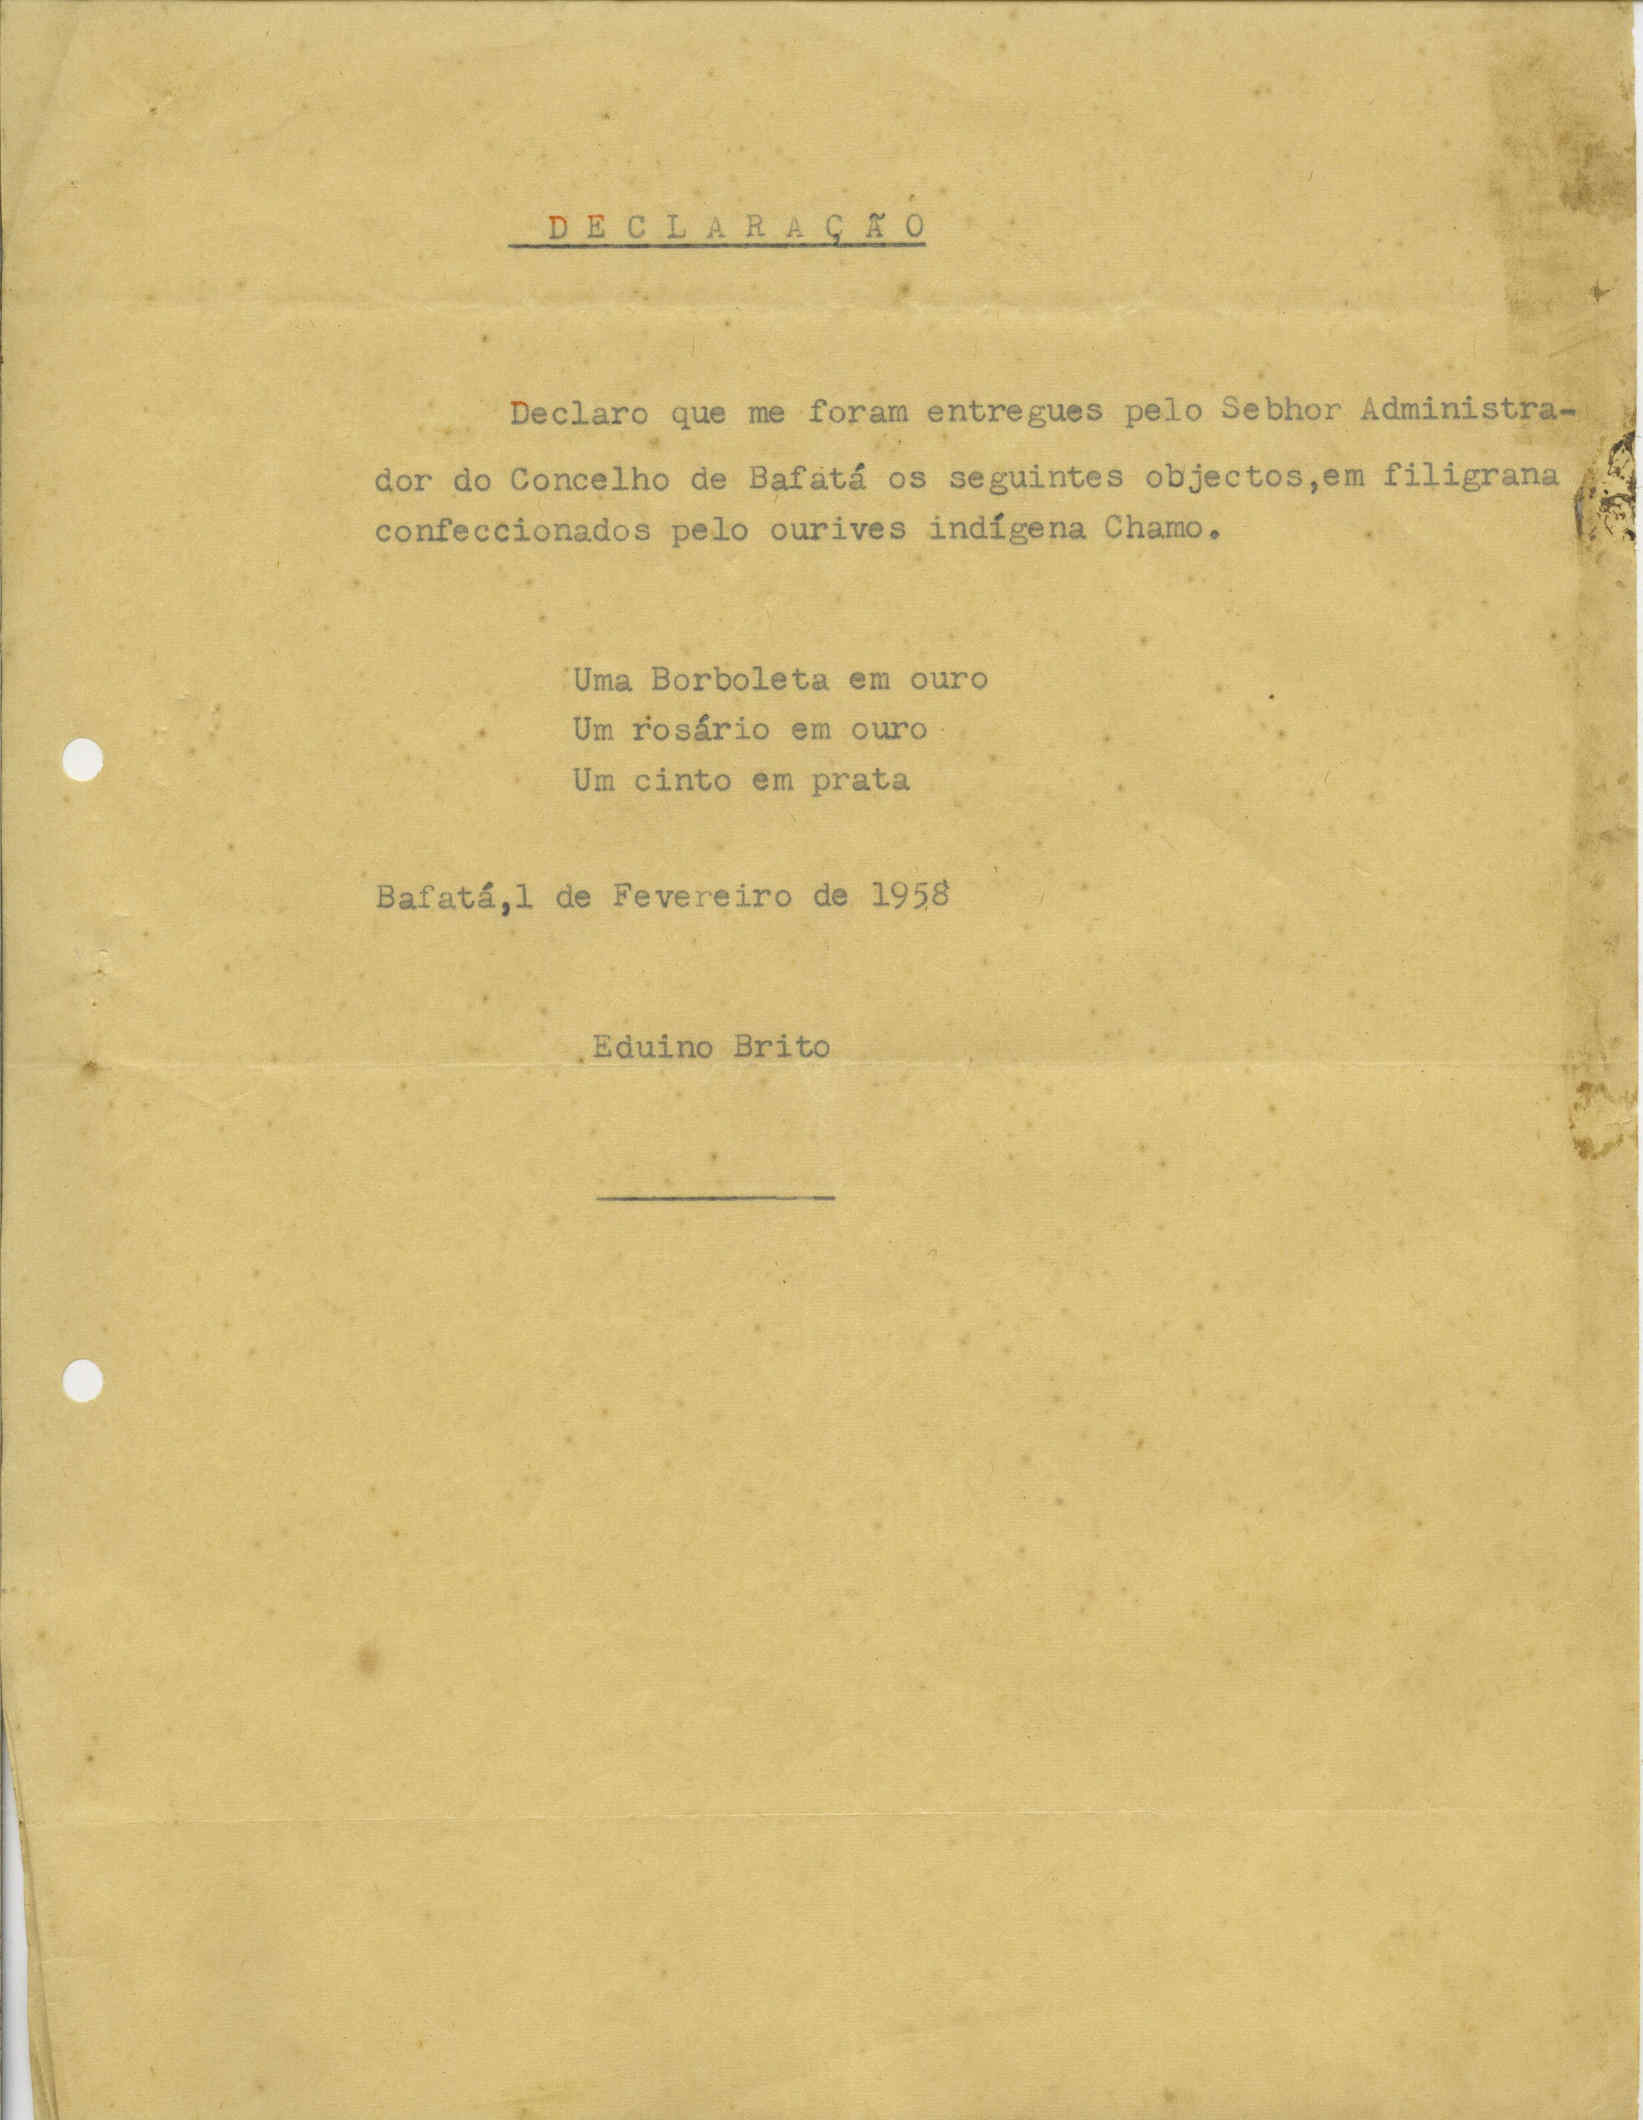 DECLARAÇÃO
Declaro que me foram entregues pelo Sebhor Administra-
dor do Concelho de Bafatá os seguintes objectos,em filigrana
confeccionados pelo ourives indígena Chamo.
Uma Borboleta em ouro
Um rosário em ouro
Um cinto em prata
Bafatá,1 de Fevereiro de 1958
Eduino Brito